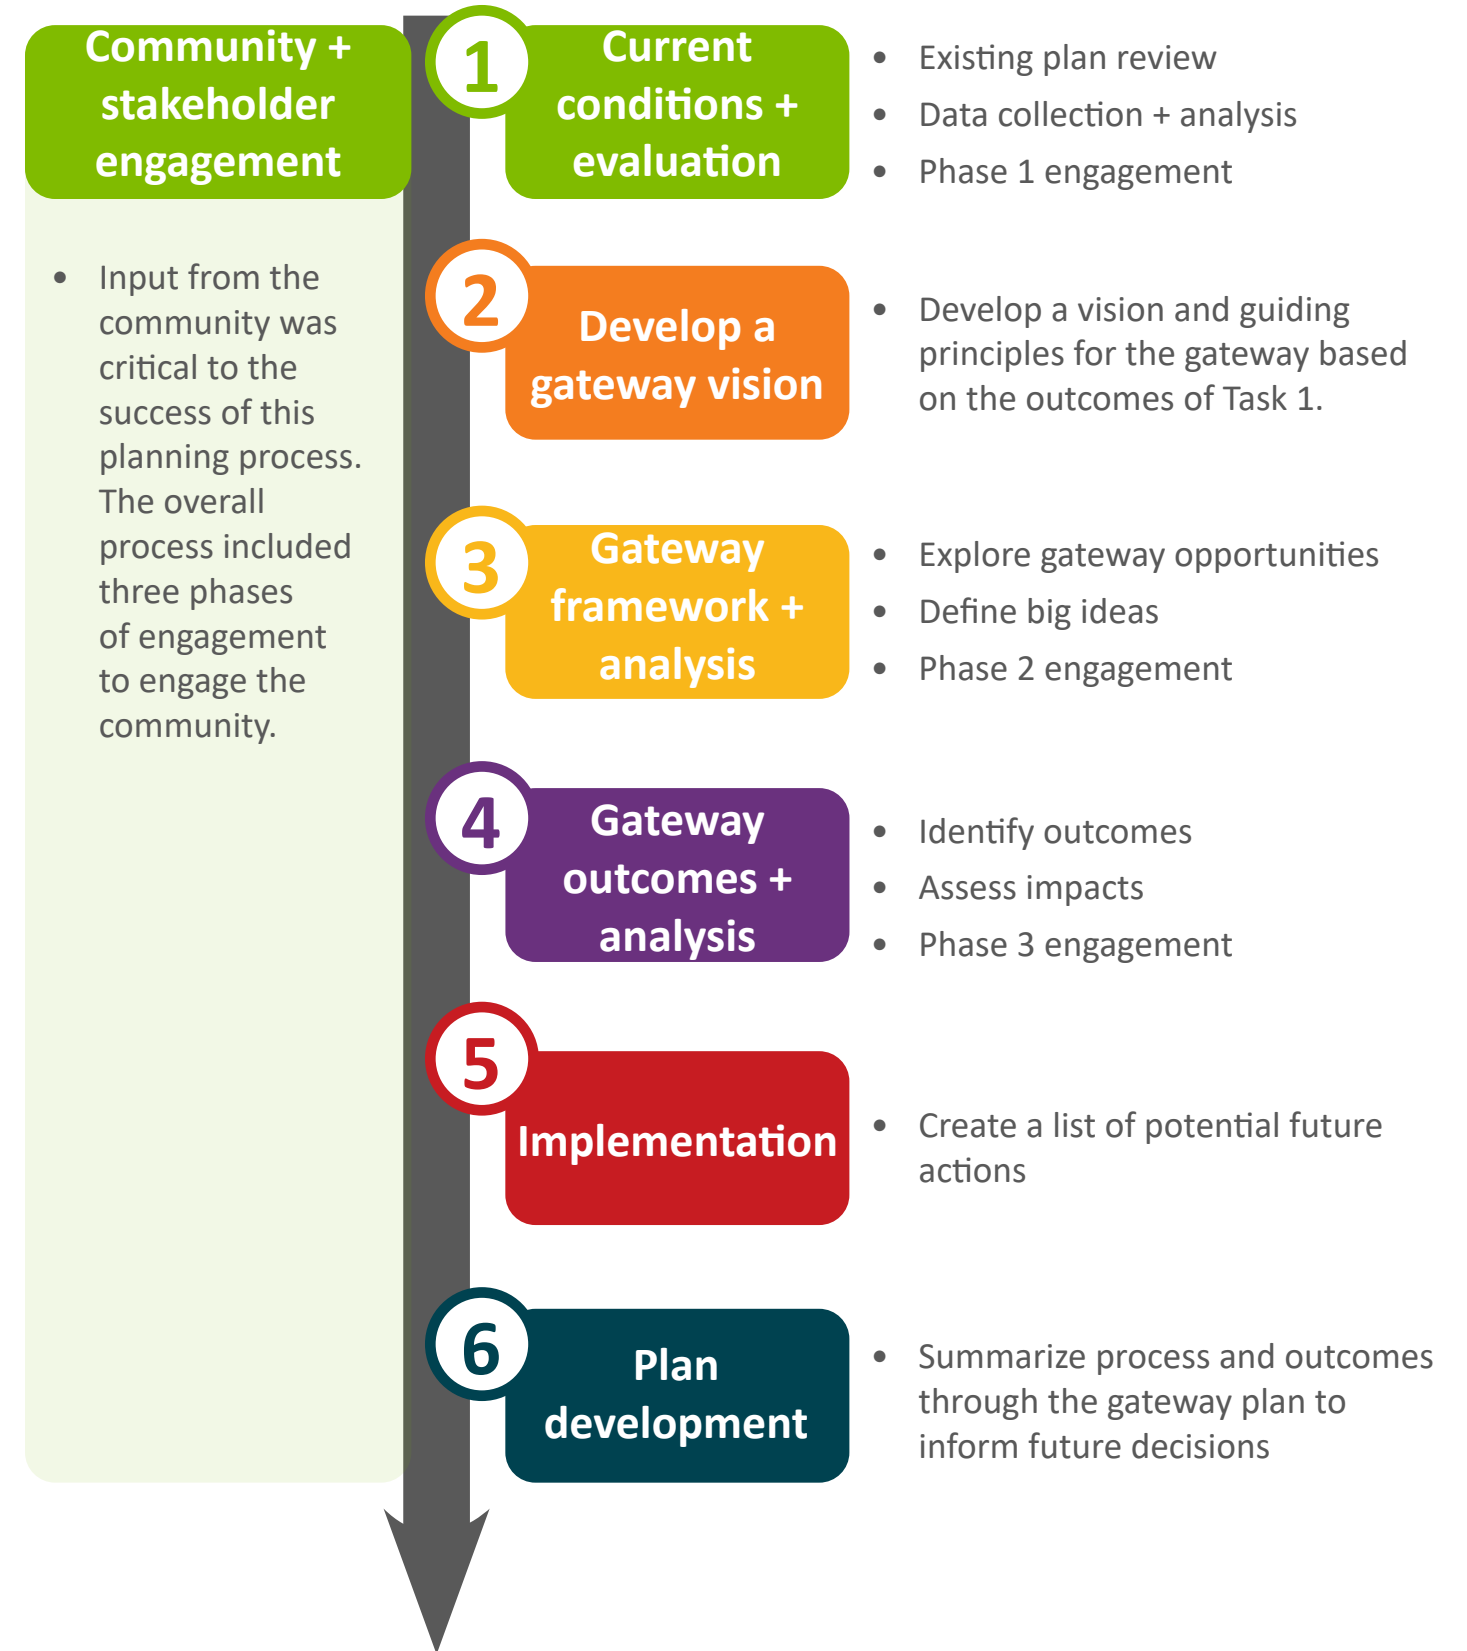 Community +
stakeholder
engagement
• Input from the
community was
critical to the
success of this
planning process.
The overall
process included
three phases
of engagement
to engage the
community.
1
Current
conditions +
evaluation
• Existing plan review
• Data collection + analysis
• Phase 1 engagement
2
Develop a
gateway vision
• Develop a vision and guiding
principles for the gateway based
on the outcomes of Task 1.
3
Gateway
framework +
analysis
• Explore gateway opportunities
• Define big ideas
• Phase 2 engagement
4
Gateway
outcomes +
analysis
• Identify outcomes
• Assess impacts
• Phase 3 engagement
5
Implementation
• Create a list of potential future
actions
6
Plan
development
• Summarize process and outcomes
through the gateway plan to
inform future decisions